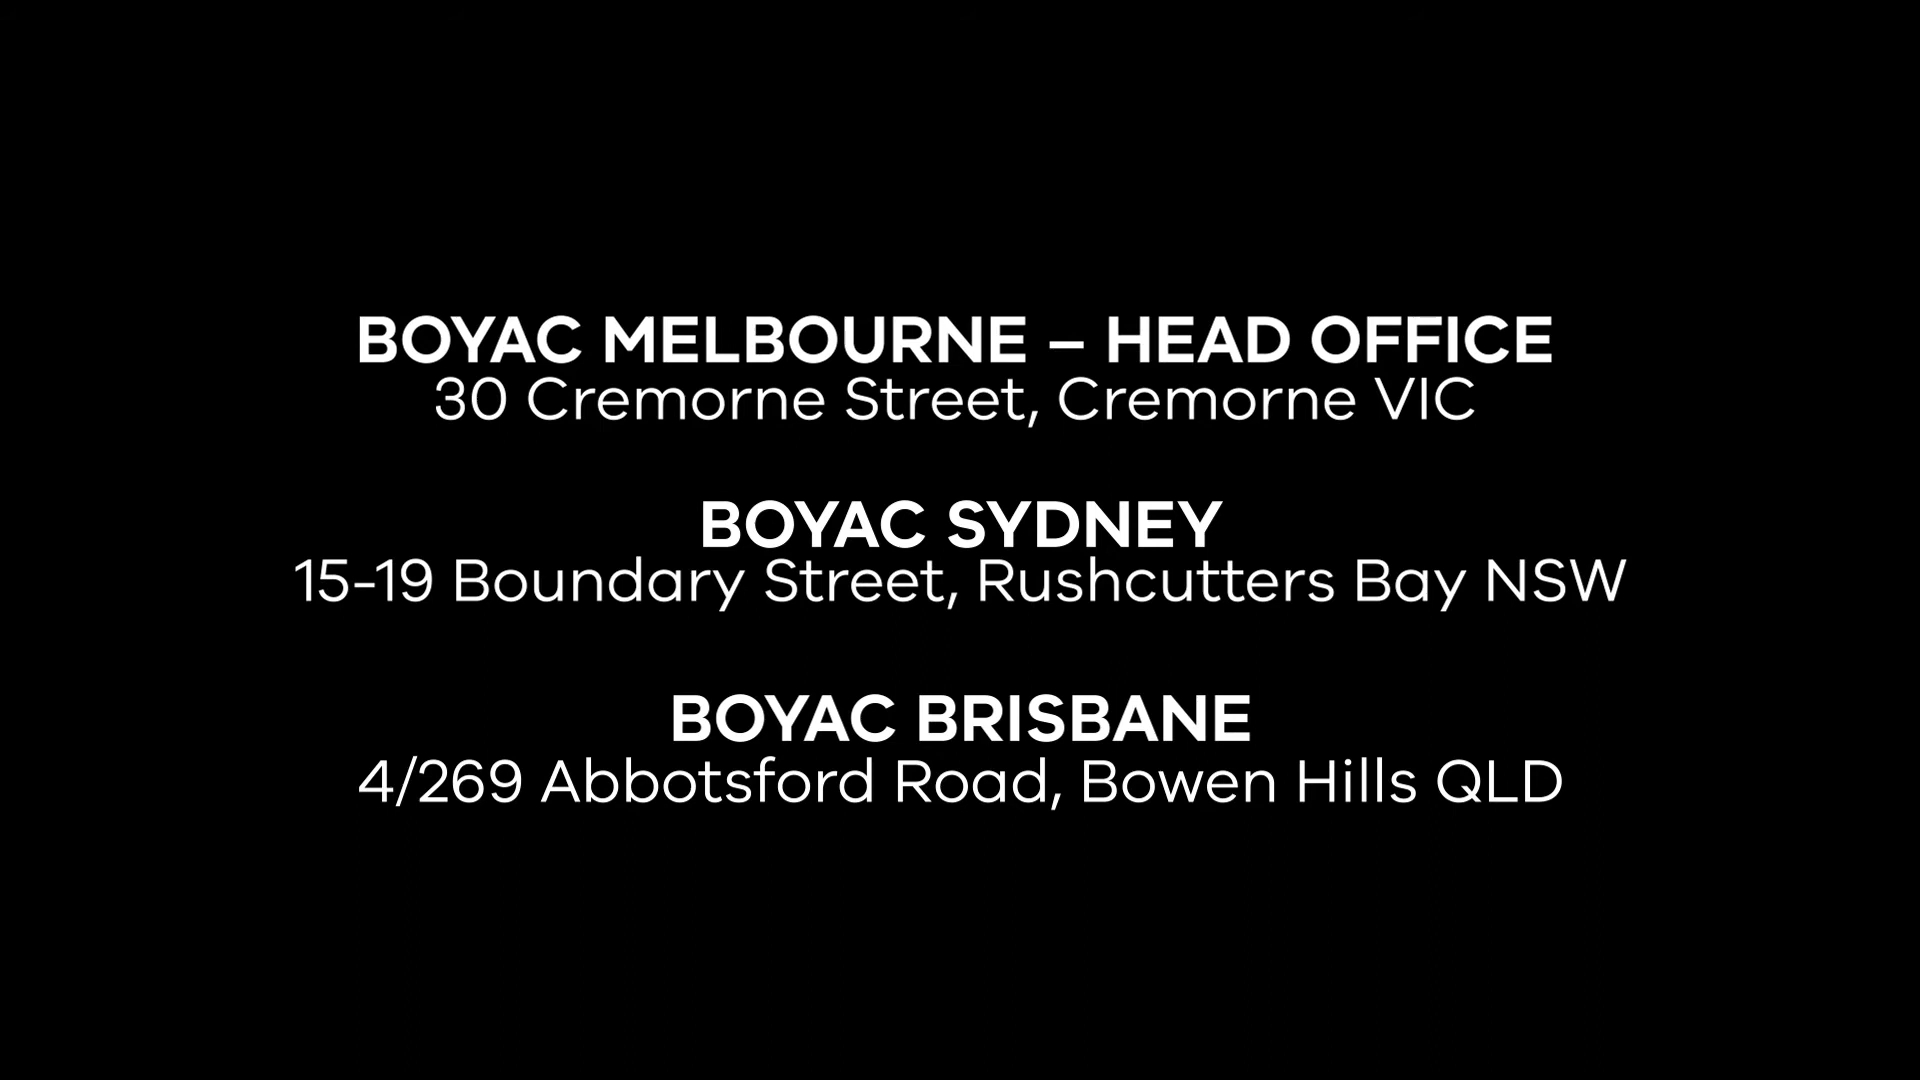 BOYAC MELBOURNE – HEAD OFFICE
30 Cremorne Street, Cremorne VIC
BOYAC SYDNEY
15-19 Boundary Street, Rushcutters Bay NSW
BOYAC BRISBANE
4/269 Abbotsford Road, Bowen Hills QLD